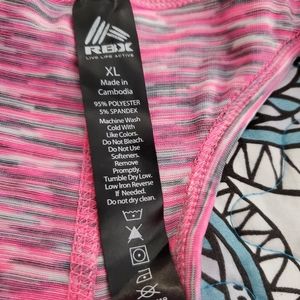 RBX
LIVE LIFE ACTIVE
XL
Made in
Cambodia
95% POLYESTER
5% SPANDEX
Machine Wash
Cold With
Like Colors.
Do Not Bleach.
Do Not Use
Softeners.
Remove
Promptly.
Tumble Dry Low.
Low Iron Reverse
If Needed.
Do not dry clean.